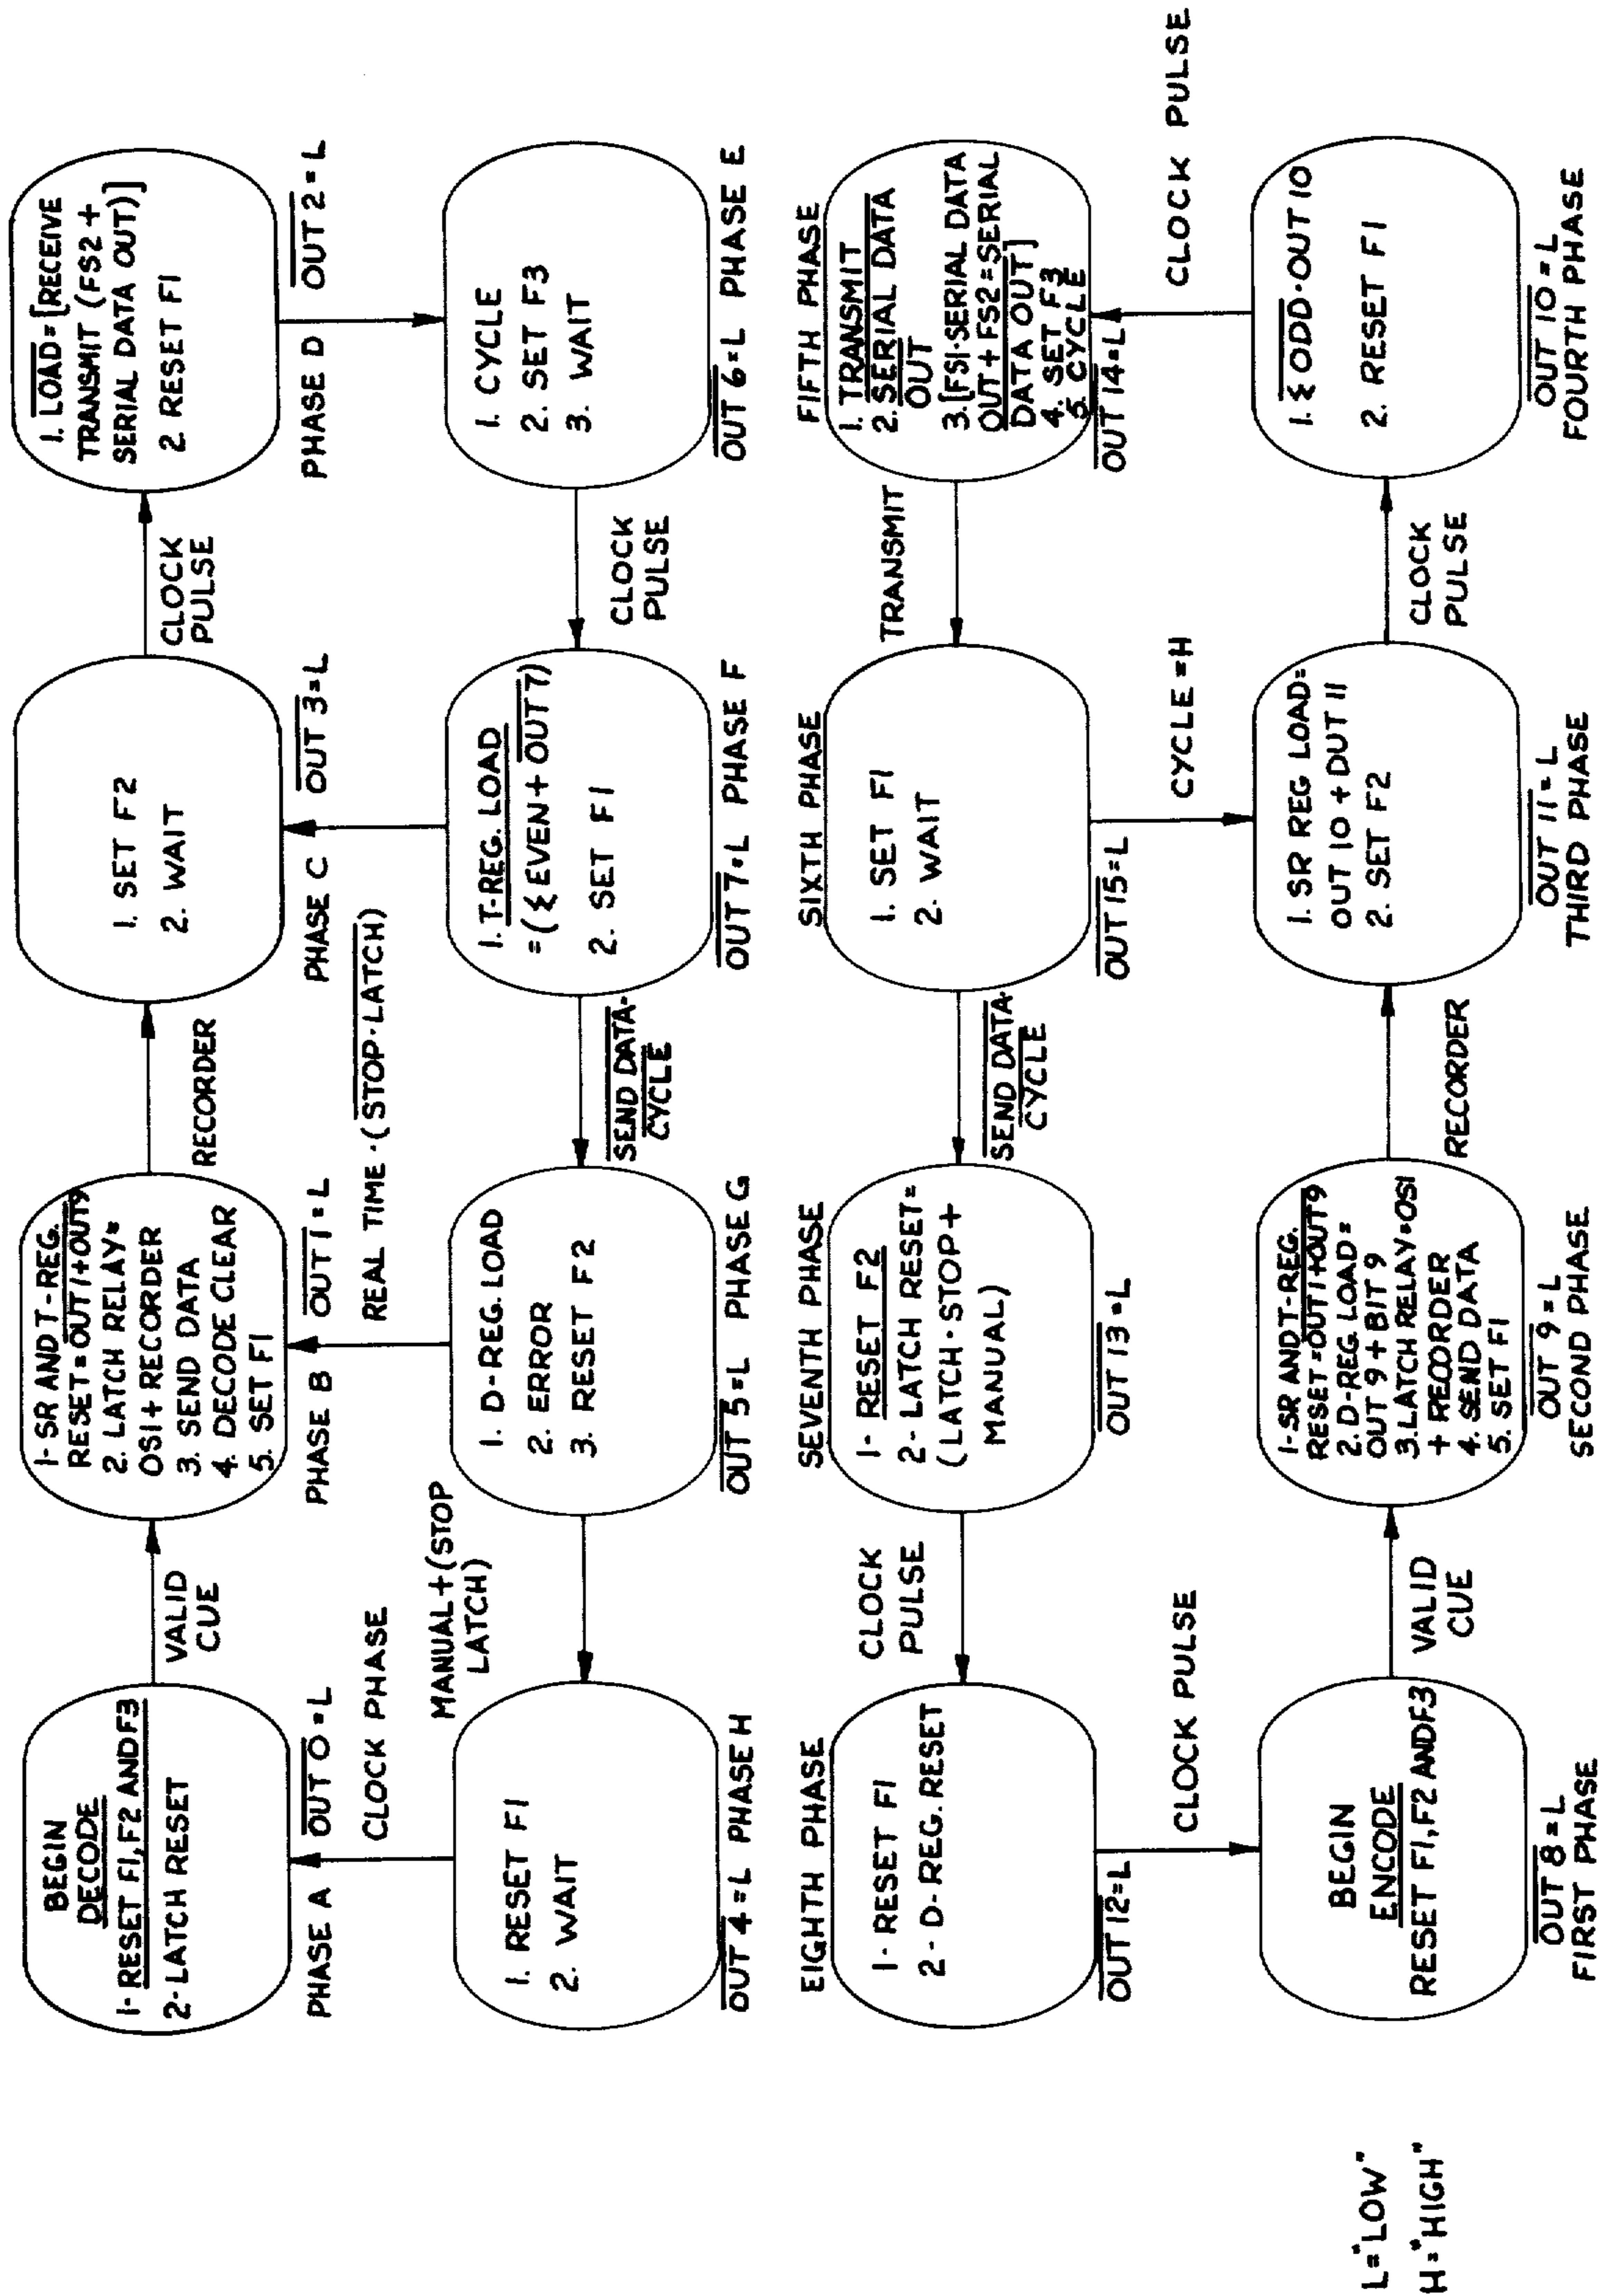 BEGIN
DECODE
1- RESET F1, F2 AND F3
2- LATCH RESET
PHASE A OUT 0 = L
VALID
CUE
1- SR AND T-REG.
RESET = OUT 1 + OUT 9
2. LATCH RELAY =
OS1 + RECORDER
3. SEND DATA
4. DECODE CLEAR
5. SET F1
PHASE B OUT 1 = L
RECORDER
1. SET F2
2. WAIT
PHASE C OUT 3 = L
CLOCK
PULSE
1. LOAD = [RECEIVE
TRANSMIT (FS2 +
SERIAL DATA OUT)]
2. RESET F1
PHASE D OUT 2 = L
CLOCK PHASE
MANUAL + (STOP
LATCH)
REAL TIME · (STOP · LATCH)
1. RESET F1
2. WAIT
OUT 4 = L PHASE H
1. D-REG. LOAD
2. ERROR
3. RESET F2
OUT 5 = L PHASE G
SEND DATA ·
CYCLE
1. T-REG. LOAD
= (ξ EVEN + OUT 7)
2. SET F1
OUT 7 = L PHASE F
CLOCK
PULSE
1. CYCLE
2. SET F3
3. WAIT
OUT 6 = L PHASE E
EIGHTH PHASE
1- RESET F1
2- D-REG. RESET
OUT 12 = L
CLOCK
PULSE
SEVENTH PHASE
1- RESET F2
2- LATCH RESET =
(LATCH · STOP +
MANUAL)
OUT 13 = L
SEND DATA ·
CYCLE
SIXTH PHASE
1. SET F1
2. WAIT
OUT 15 = L
TRANSMIT
FIFTH PHASE
1. TRANSMIT
2. SERIAL DATA
OUT
3. [FS1 · SERIAL DATA
OUT + FS2 = SERIAL
DATA OUT]
4. SET F3
5. CYCLE
OUT 14 = L
CLOCK PULSE
CYCLE = H
CLOCK PULSE
BEGIN
ENCODE
RESET F1, F2 AND F3
OUT 8 = L
FIRST PHASE
VALID
CUE
1- SR AND T-REG.
RESET = OUT 1 + OUT 9
2. D-REG LOAD =
OUT 9 + BIT 9
3. LATCH RELAY = OS1
+ RECORDER
4. SEND DATA
5. SET F1
OUT 9 = L
SECOND PHASE
RECORDER
1. SR REG LOAD =
OUT 10 + DUT 11
2. SET F2
OUT 11 = L
THIRD PHASE
CLOCK
PULSE
1. ξ ODD · OUT 10
2. RESET F1
OUT 10 = L
FOURTH PHASE
L = "LOW"
H = "HIGH"